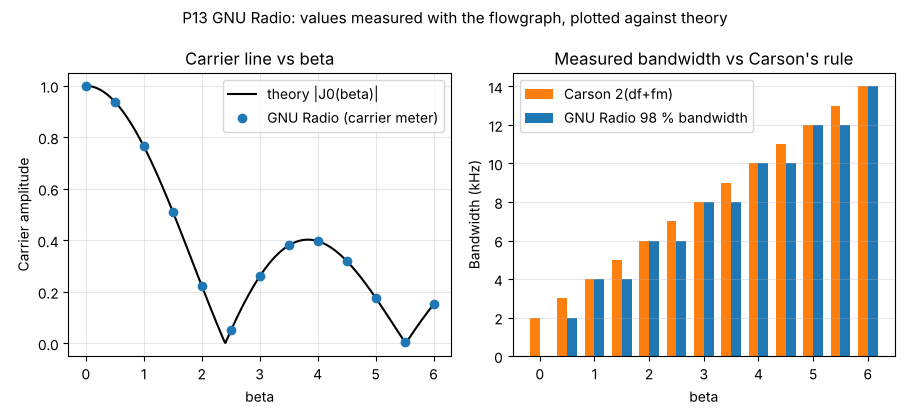 P13 GNU Radio: values measured with the flowgraph, plotted against theory
Carrier line vs beta
theory |J0(beta)|
GNU Radio (carrier meter)
Carrier amplitude
1.0
0.8
0.6
0.4
0.2
0.0
0 1 2 3 4 5 6
beta
Measured bandwidth vs Carson's rule
Carson 2(df+fm)
GNU Radio 98 % bandwidth
Bandwidth (kHz)
14
12
10
8
6
4
2
0
0 1 2 3 4 5 6
beta